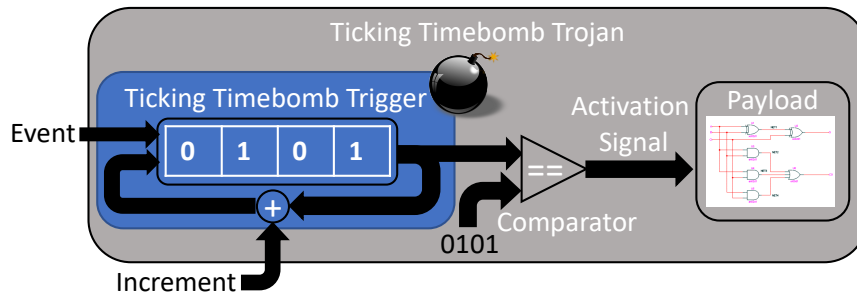 Ticking Timebomb Trojan
Ticking Timebomb Trigger
Event
0 1 0 1
+
Increment
==
0101
Comparator
Activation
Signal
Payload